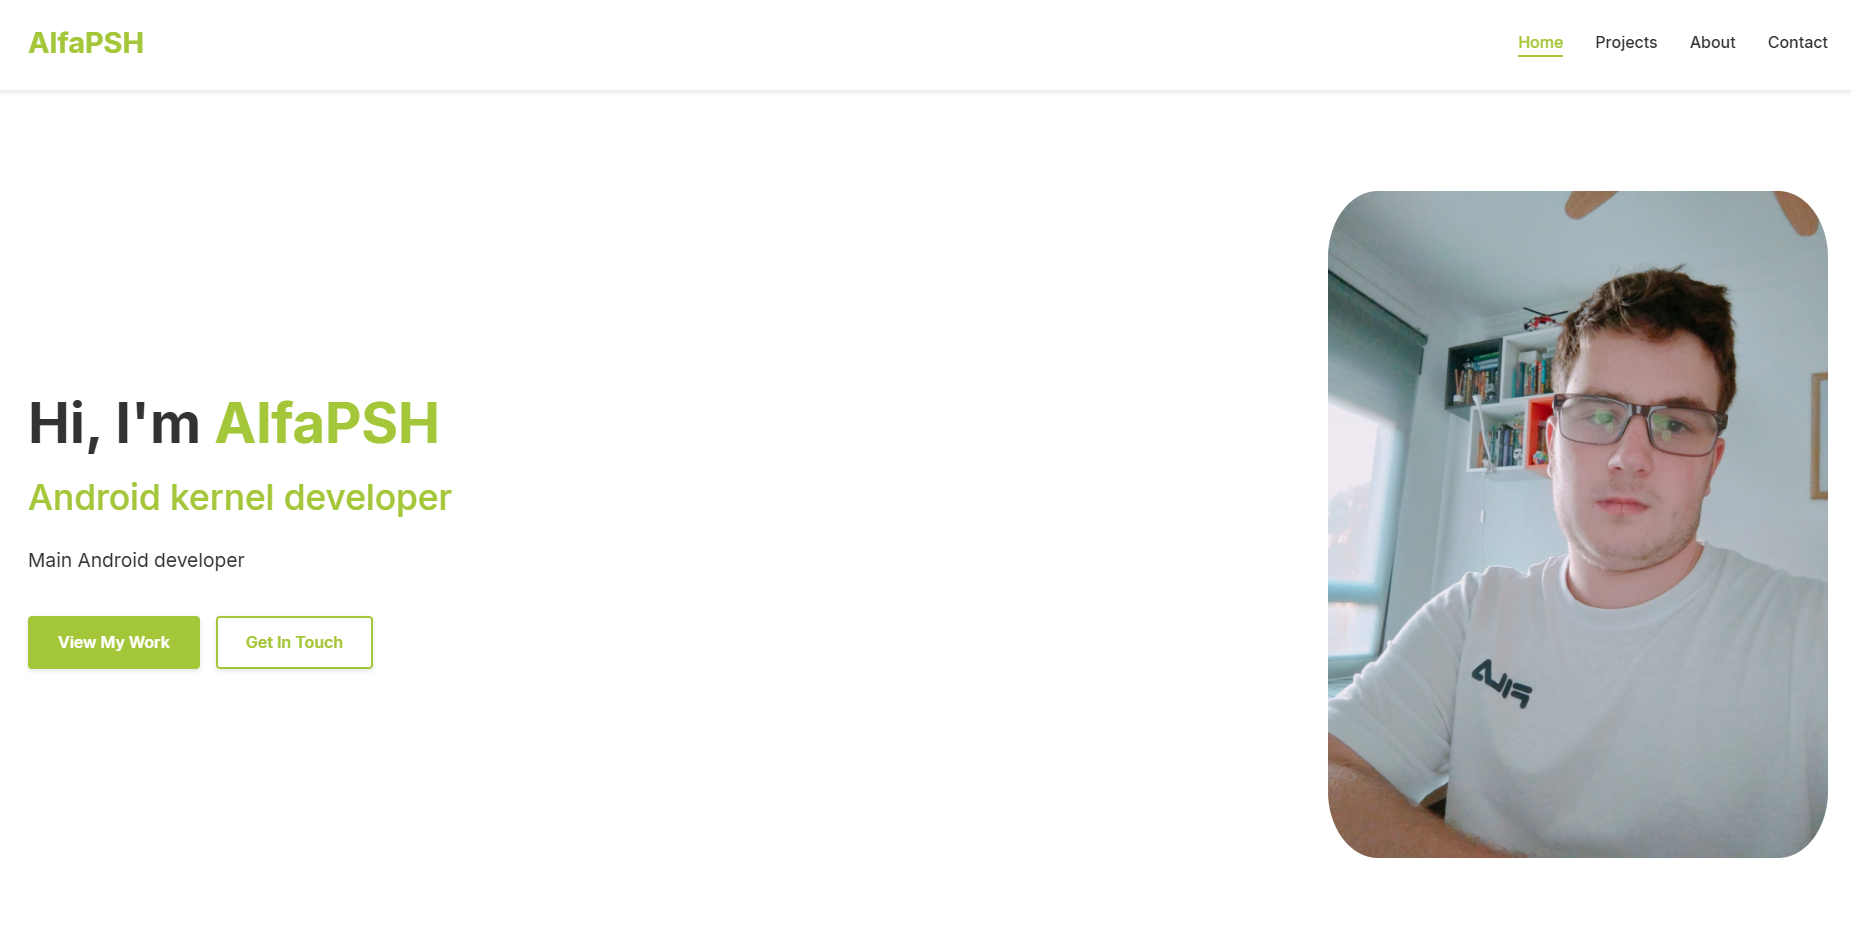 AlfaPSH
Home Projects About Contact
Hi, I'm AlfaPSH
Android kernel developer
Main Android developer
View My Work Get In Touch
FILA